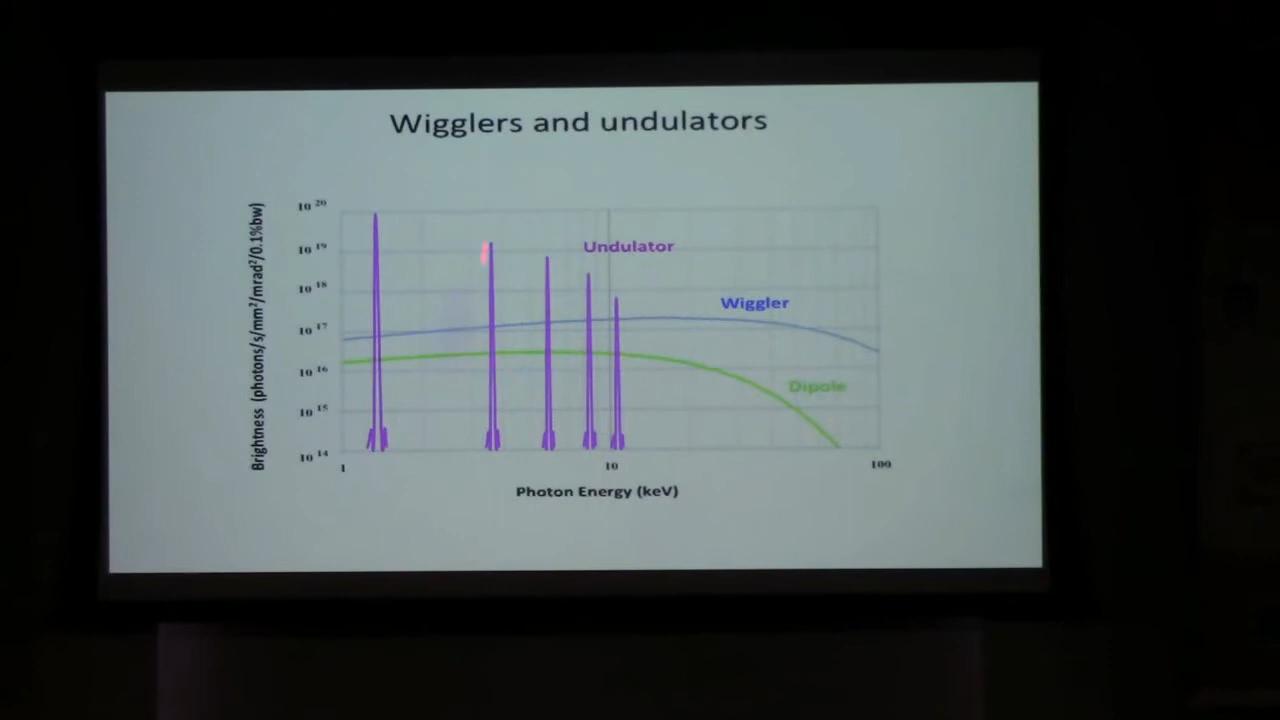 Wigglers and undulators
Brightness (photons/s/mm²/mrad²/0.1%bw)
10 20
10 19
10 18
10 17
10 16
10 15
10 14
Undulator
Wiggler
Dipole
1
10
100
Photon Energy (keV)